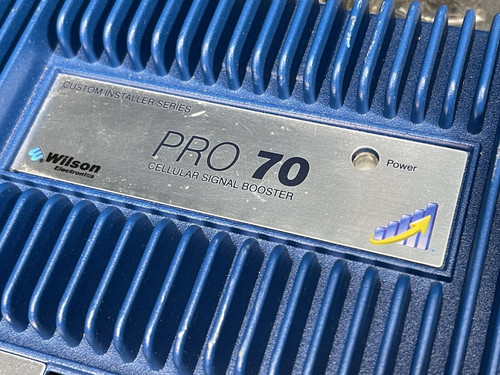 CUSTOM INSTALLER SERIES
PRO 70
Power
Wilson
Electronics
CELLULAR SIGNAL BOOSTER